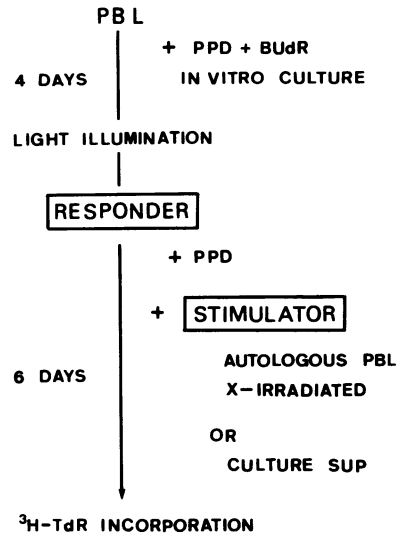 PBL
+ PPD + BUdR
4 DAYS IN VITRO CULTURE
LIGHT ILLUMINATION
RESPONDER
+ PPD
+ STIMULATOR
AUTOLOGOUS PBL
6 DAYS X-IRRADIATED
OR
CULTURE SUP
³H-TdR INCORPORATION